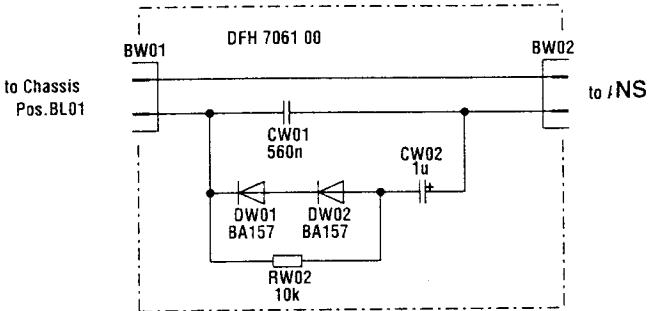 DFH 7061 00
BW01
BW02
to Chassis
Pos.BL01
to INS
CW01
560n
CW02
1u
+
DW01
BA157
DW02
BA157
RW02
10k